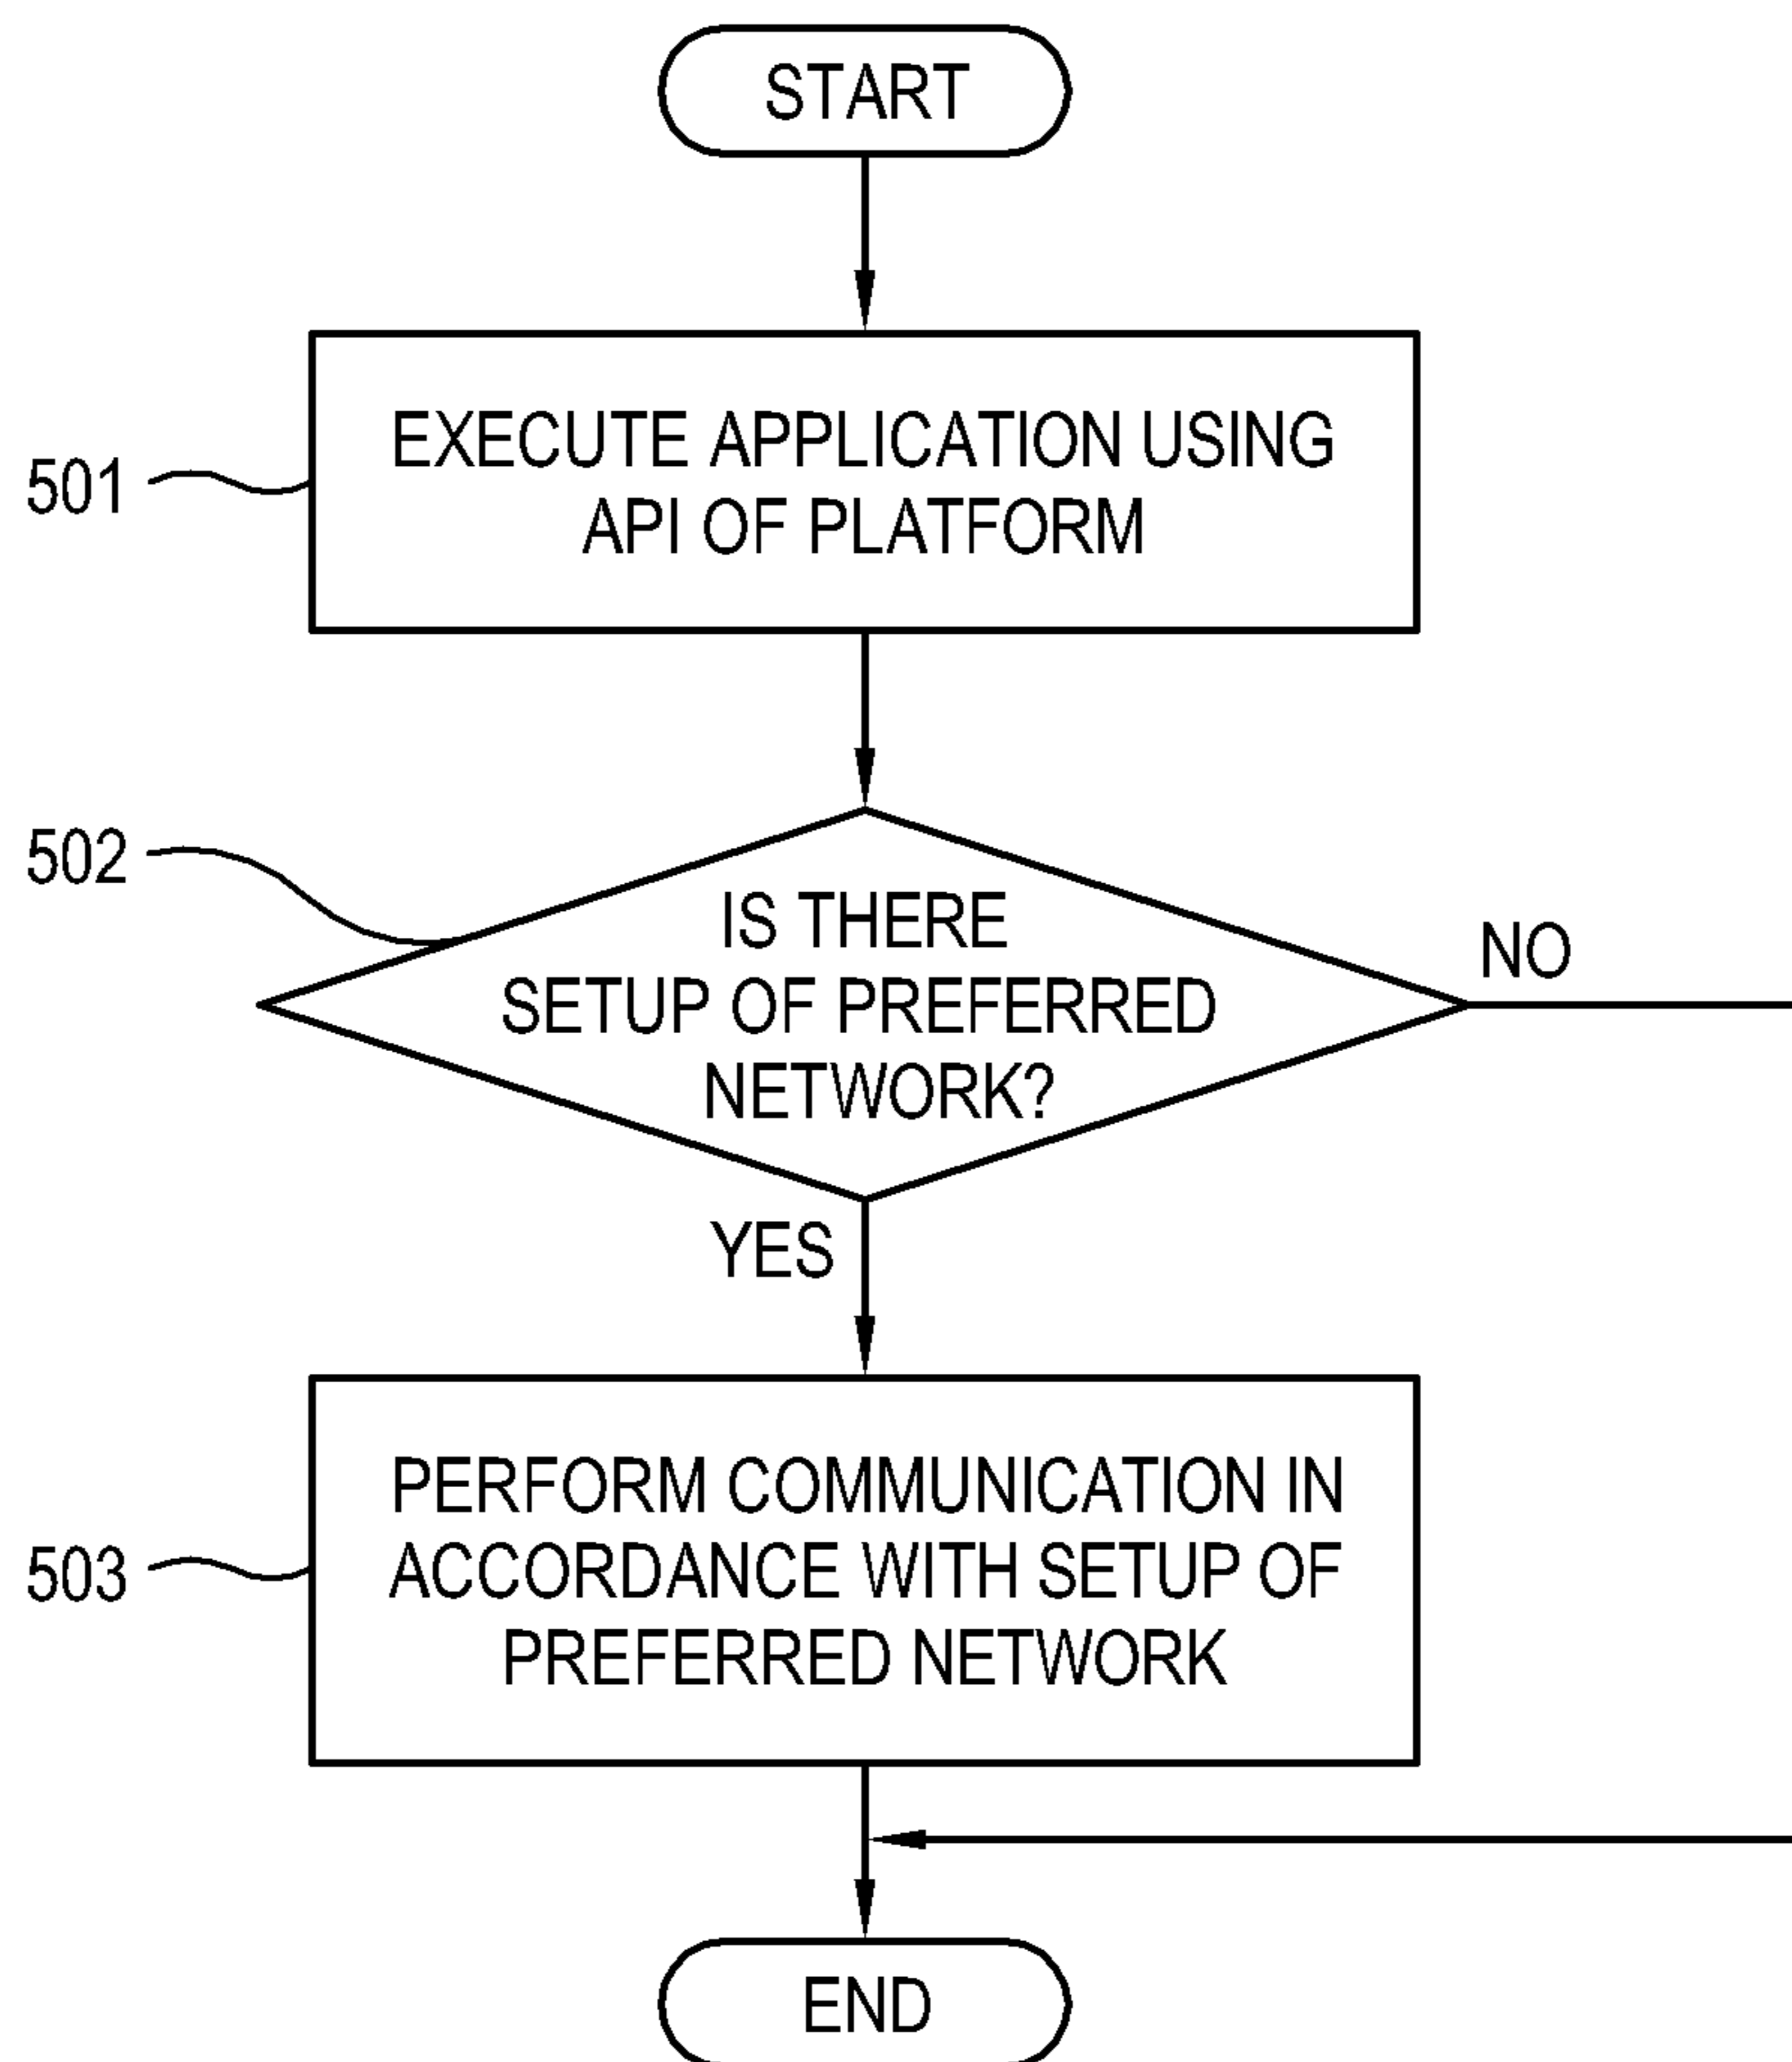 START
EXECUTE APPLICATION USING
API OF PLATFORM
501
502
IS THERE
SETUP OF PREFERRED
NETWORK?
NO
YES
PERFORM COMMUNICATION IN
ACCORDANCE WITH SETUP OF
PREFERRED NETWORK
503
END